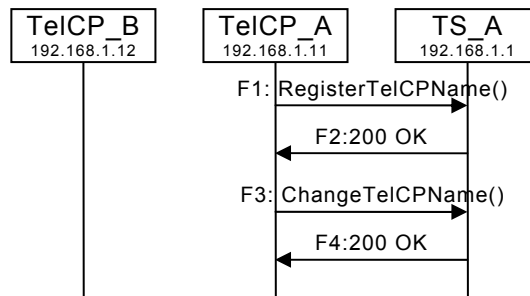 TelCP_B
192.168.1.12
TelCP_A
192.168.1.11
TS_A
192.168.1.1
F1: RegisterTelCPName()
F2:200 OK
F3: ChangeTelCPName()
F4:200 OK